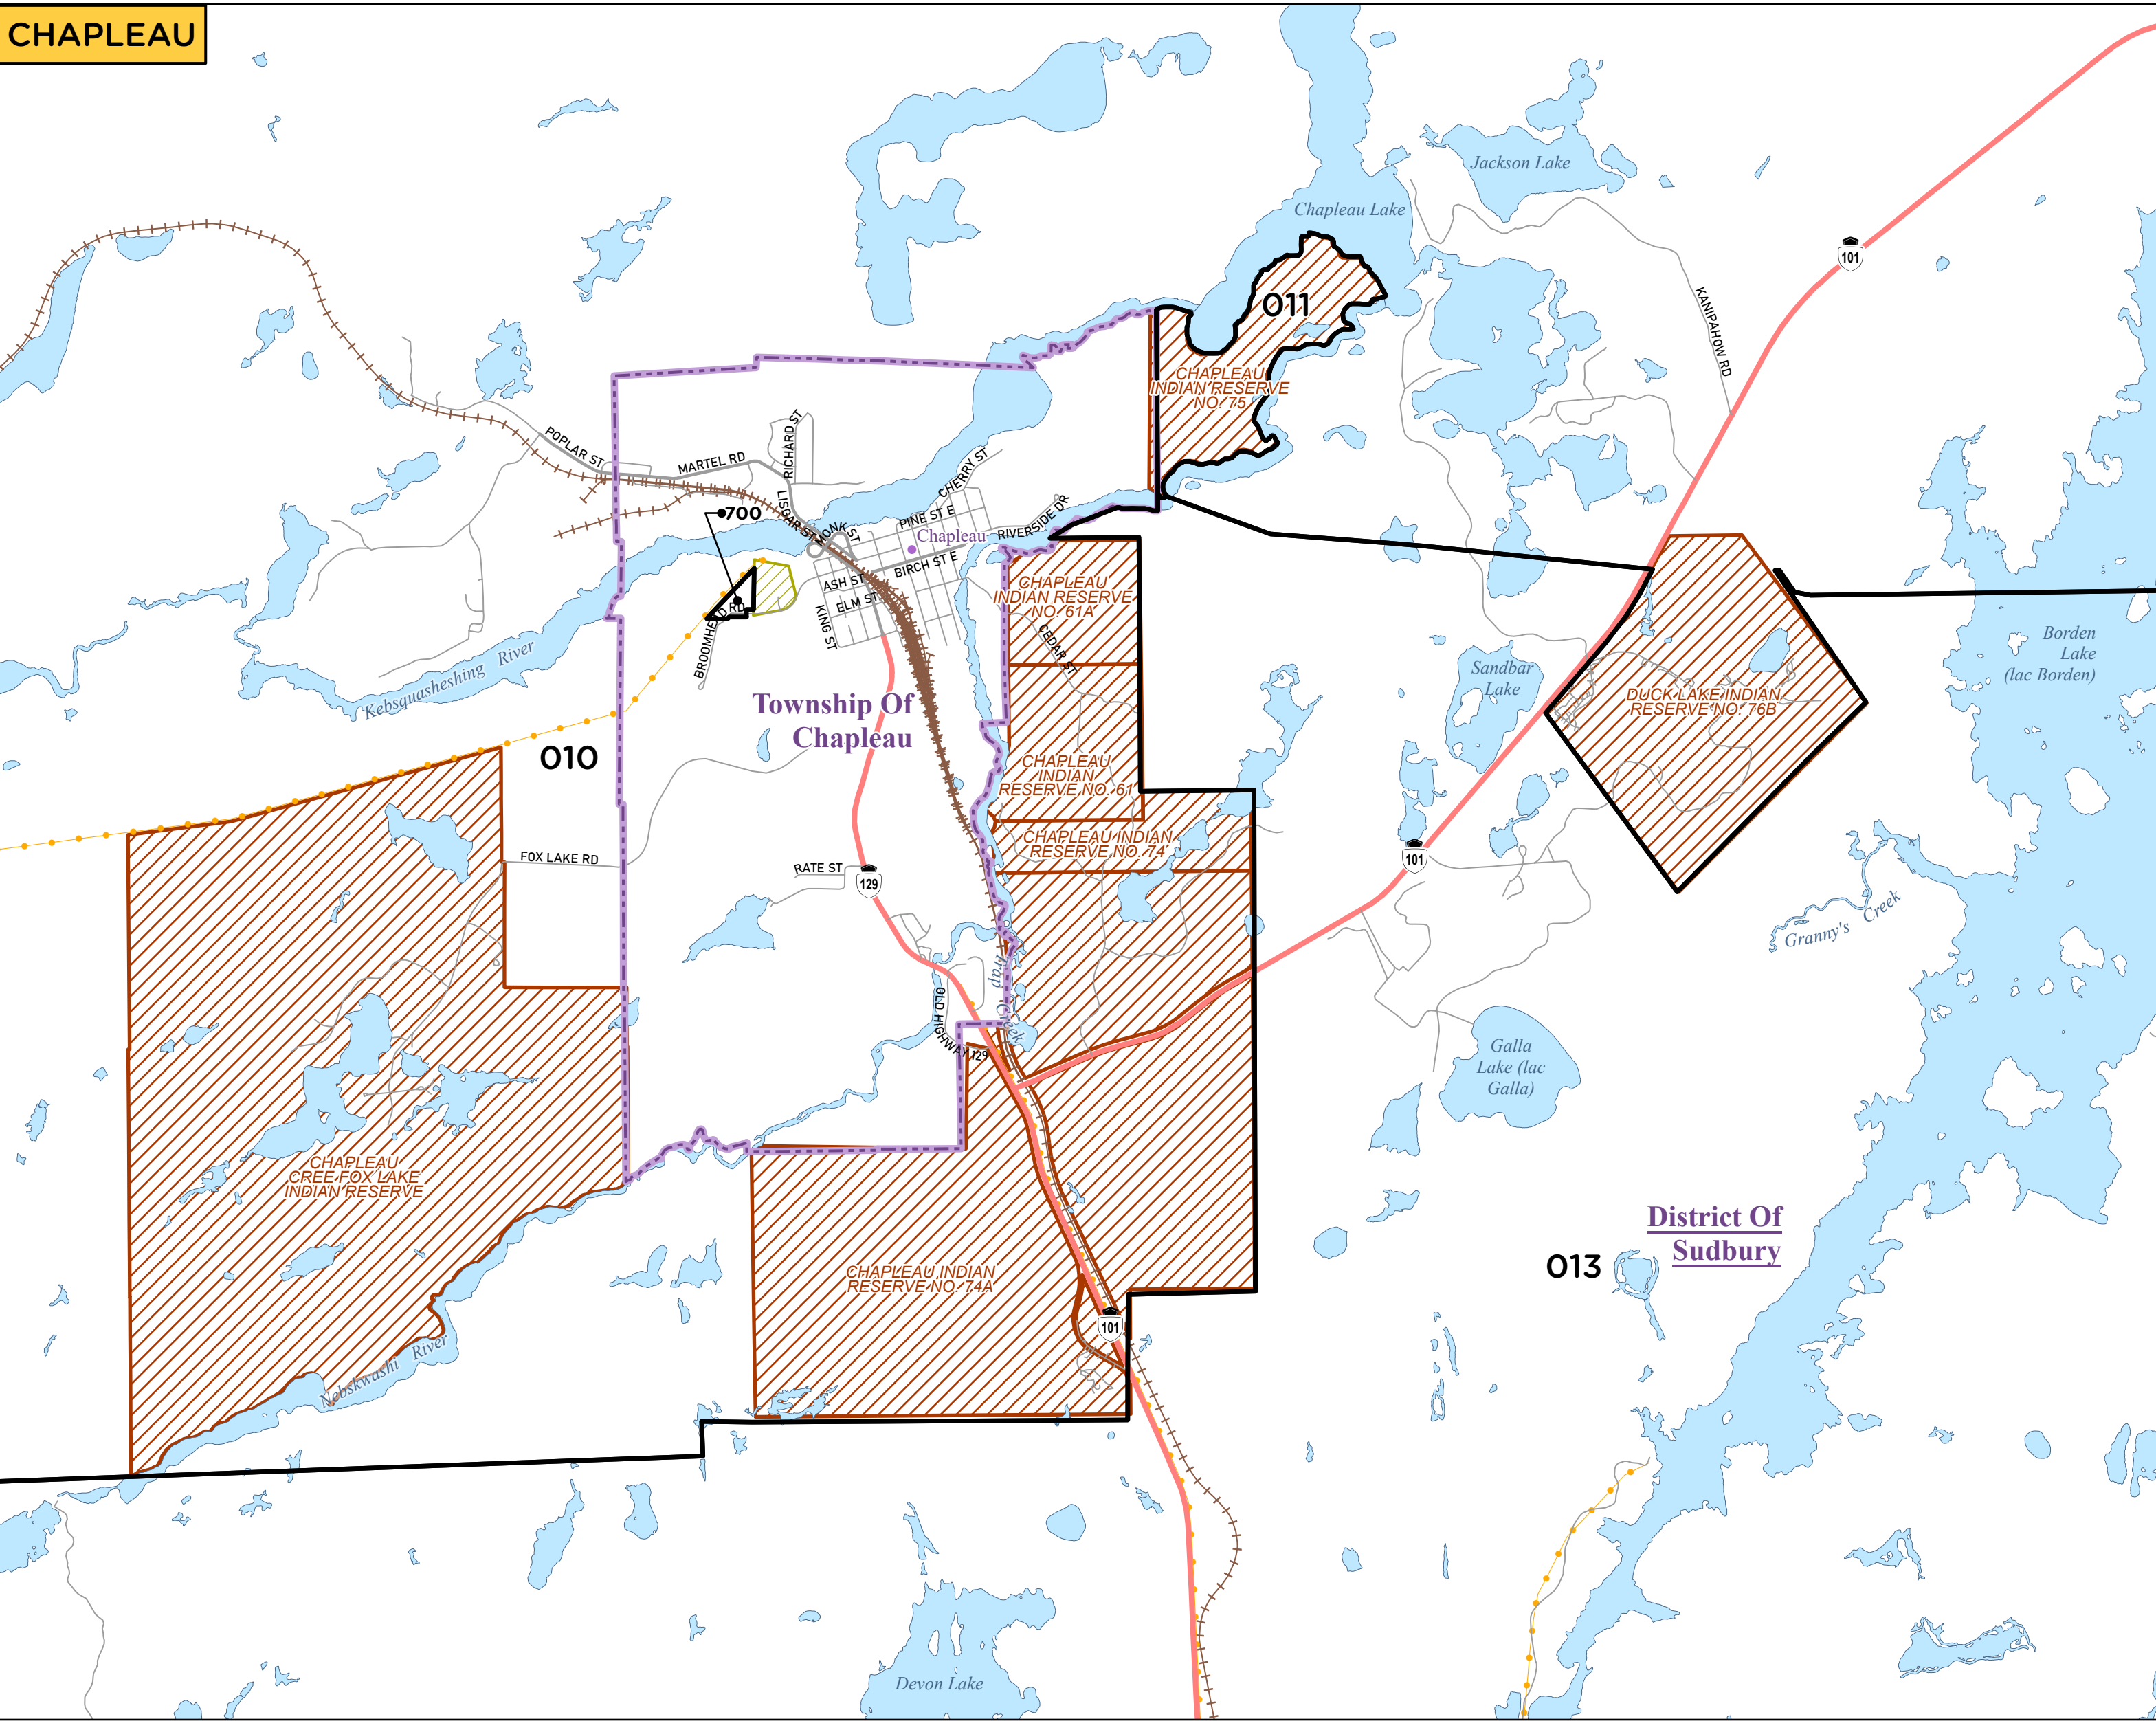 CHAPLEAU
Jackson Lake
Chapleau Lake
101
011
KANIPAHOW RD
CHAPLEAU
INDIAN RESERVE
NO. 75
RICHARD ST
POPLAR ST
MARTEL RD
CHERRY ST
LISGAR ST
700
MONK ST
PINE ST E
RIVERSIDE DR
Chapleau
BIRCH ST E
ASH ST
ELM ST
KING ST
BROOMHEAD RD
CHAPLEAU
INDIAN RESERVE
NO. 61A
CEDAR ST
Kebsquasheshing River
Sandbar
Lake
Borden
Lake
(lac Borden)
DUCK LAKE INDIAN
RESERVE NO. 76B
Township Of
Chapleau
010
CHAPLEAU
INDIAN
RESERVE NO. 61
CHAPLEAU INDIAN
RESERVE NO. 74
FOX LAKE RD
RATE ST
129
101
Granny's Creek
OLD HIGHWAY 129
Creek
Galla
Lake (lac
Galla)
CHAPLEAU
CREE FOX LAKE
INDIAN RESERVE
District Of
Sudbury
013
CHAPLEAU INDIAN
RESERVE NO. 74A
101
Nebskwashi River
Devon Lake